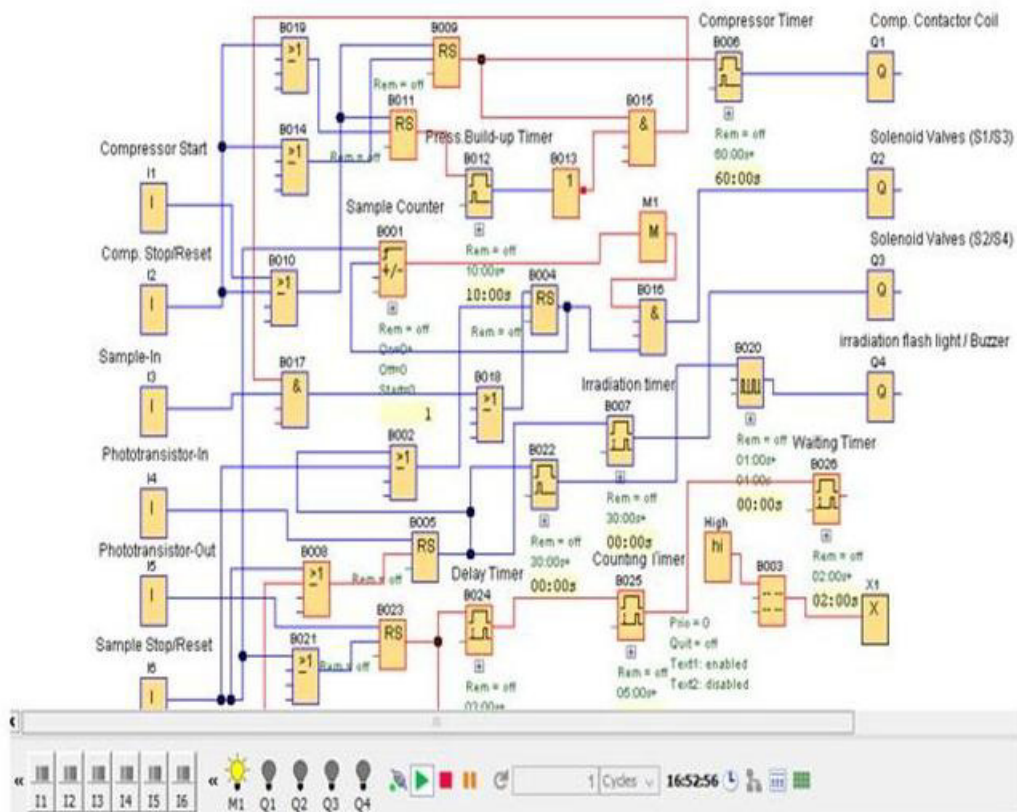 B019
>1
B009
RS
Compressor Timer
B006
Comp. Contactor Coil
Q1
Q
Rem = off
B011
RS
B015
&
Rem = off
60:00s+
60:00s
B014
>1
Rem = off
Press.Build-up Timer
B012
B013
1
Solenoid Valves (S1/S3)
Q2
Q
Compressor Start
I1
I
Sample Counter
B001
+/-
Rem = off
10:00s+
10:00s
M1
M
Solenoid Valves (S2/S4)
Q3
Q
Comp. Stop/Reset
I2
I
B010
>1
B004
RS
Rem = off
B016
&
Rem = off
On=0+
Off=0
Start=0
1
Sample-In
I3
I
B017
&
B018
>1
Irradiation timer
B007
B020
irradiation flash light / Buzzer
Q4
Q
Rem = off
01:00s+
01:00s
00:00s
Phototransistor-In
I4
I
B002
>1
B022
Rem = off
30:00s+
00:00s
Waiting Timer
B026
Rem = off
02:00s+
02:00s
B005
RS
Rem = off
Rem = off
30:00s+
00:00s
High
hi
B003
X1
X
Phototransistor-Out
I5
I
B008
>1
Delay Timer
B024
Rem = off
03:00s+
Counting Timer
B025
Rem = off
05:00s+
Prio = 0
Quit = off
Text1: enabled
Text2: disabled
B023
RS
Rem = off
Sample Stop/Reset
I6
I
B021
>1
« I1 I2 I3 I4 I5 I6 « M1 Q1 Q2 Q3 Q4 1 Cycles 16:52:56